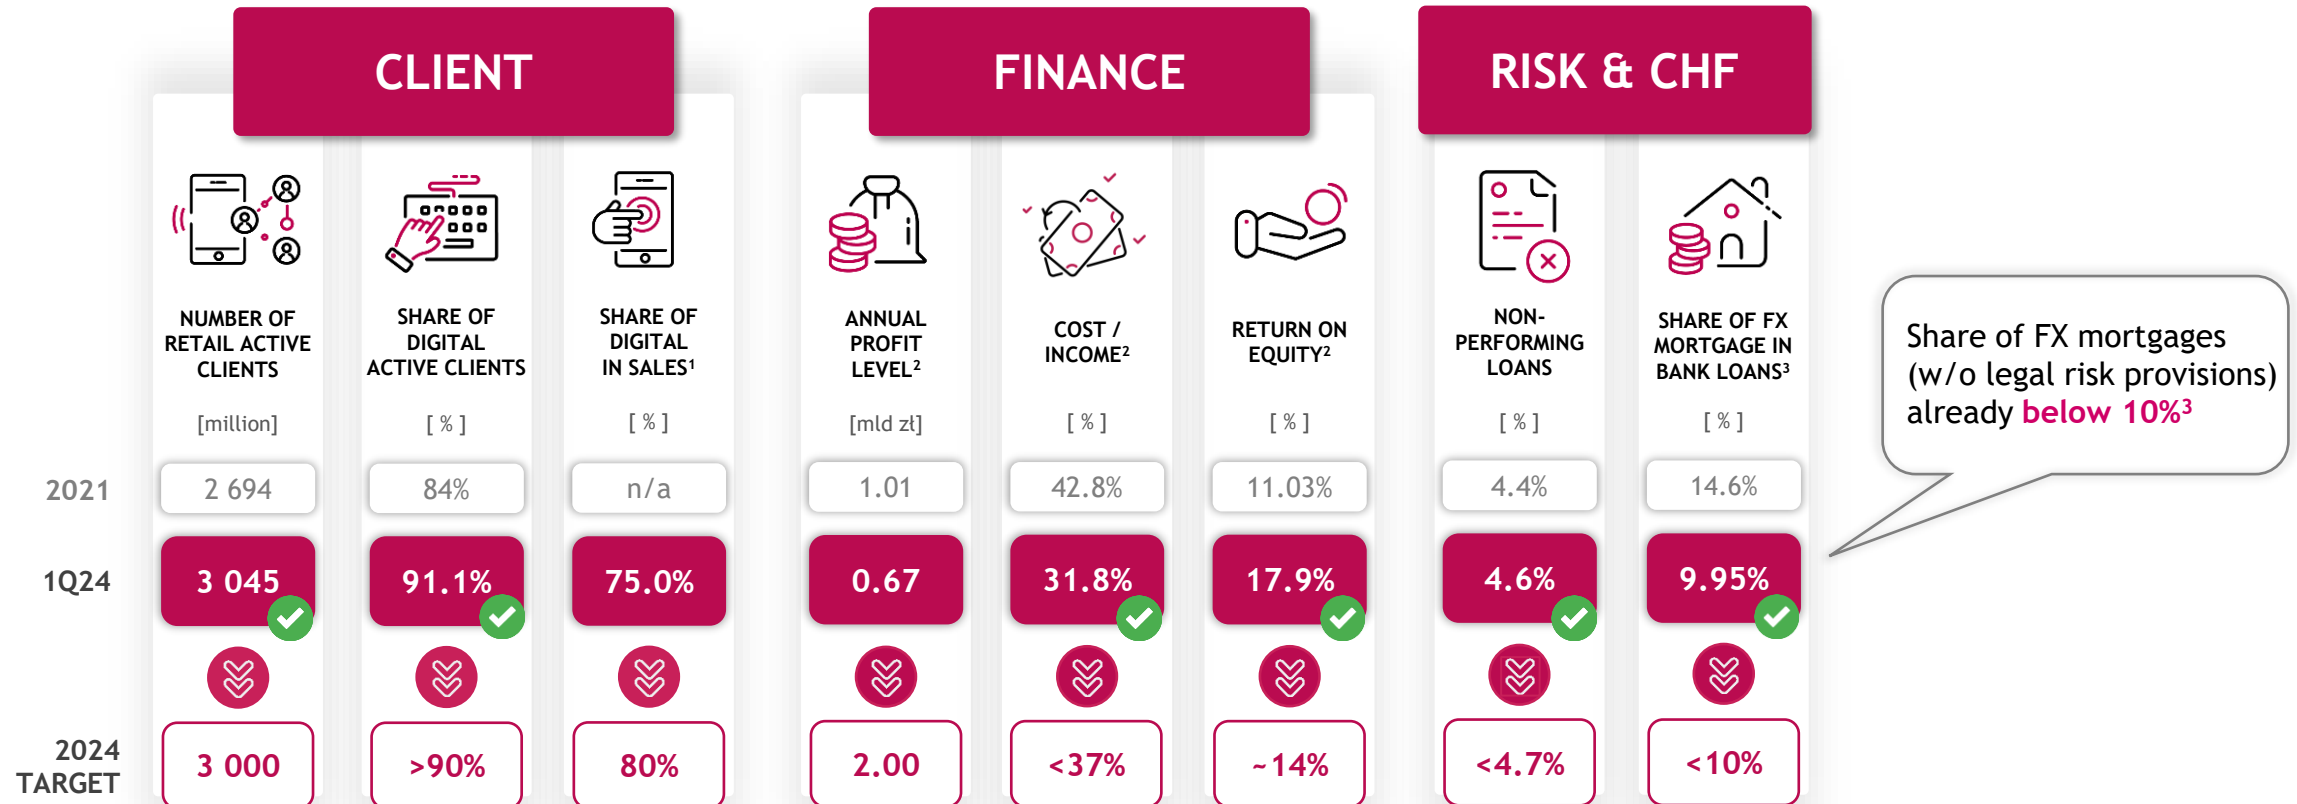 CLIENT
FINANCE
RISK & CHF
NUMBER OF
RETAIL ACTIVE
CLIENTS
[million]
SHARE OF
DIGITAL
ACTIVE CLIENTS
[ % ]
SHARE OF
DIGITAL
IN SALES¹
[ % ]
ANNUAL
PROFIT
LEVEL²
[mld zł]
COST /
INCOME²
[ % ]
RETURN ON
EQUITY²
[ % ]
NON-
PERFORMING
LOANS
[ % ]
SHARE OF FX
MORTGAGE IN
BANK LOANS³
[ % ]
Share of FX mortgages
(w/o legal risk provisions)
already below 10%³
2021 2 694 84% n/a 1.01 42.8% 11.03% 4.4% 14.6%
1Q24 3 045 91.1% 75.0% 0.67 31.8% 17.9% 4.6% 9.95%
2024
TARGET 3 000 >90% 80% 2.00 <37% ~14% <4.7% <10%